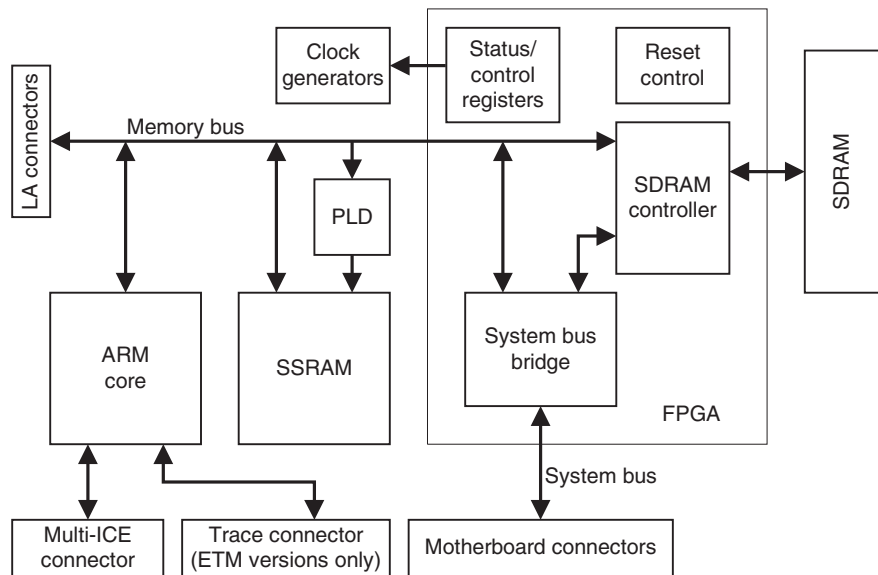 Clock
generators
Status/
control
registers
Reset
control
LA connectors
Memory bus
PLD
SDRAM
controller
SDRAM
ARM
core
SSRAM
System bus
bridge
FPGA
System bus
Multi-ICE
connector
Trace connector
(ETM versions only)
Motherboard connectors